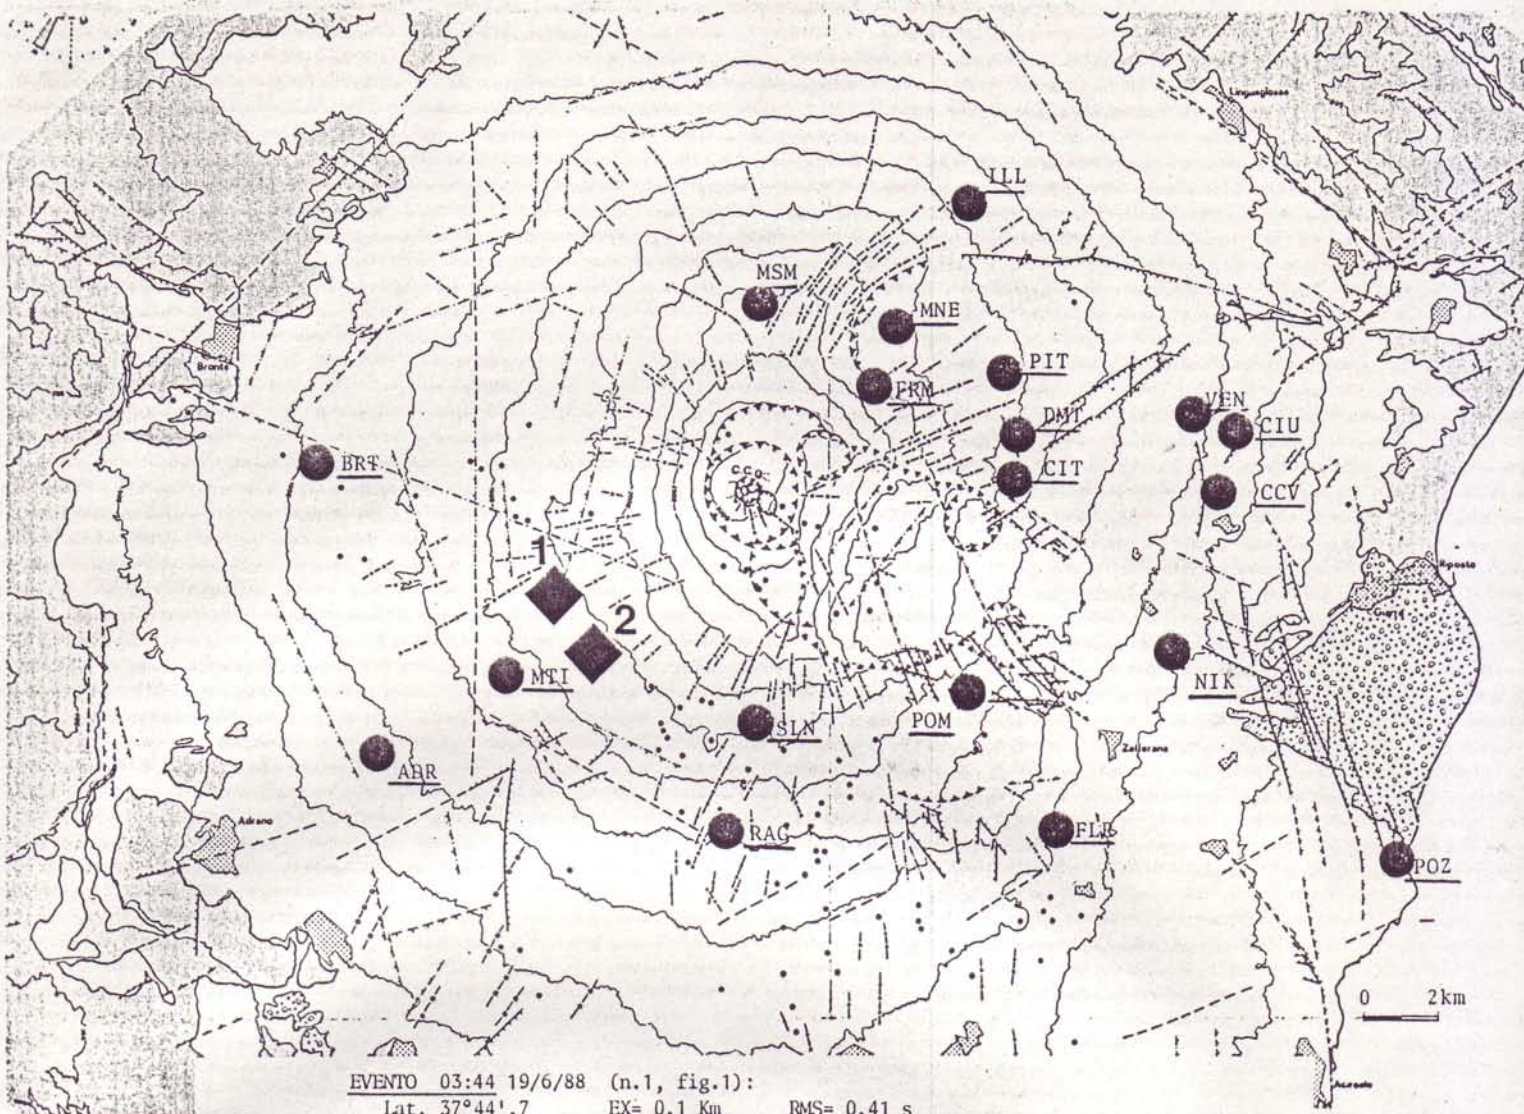 Linguaglossa
ILL
MSM
MNE
PIT
FRM
Bronte
VEN
DMT
CIU
BRT
CIT
CCV
C C
1
Riposto
2
MTI
NIK
SLN
POM
Zafferana
ADR
Adrano
RAG
FLR
POZ
0 2km
Acireale
EVENTO 03:44 19/6/88 (n.1, fig.1):
Lat. 37°44'.7 EX= 0.1 Km RMS= 0.41 s